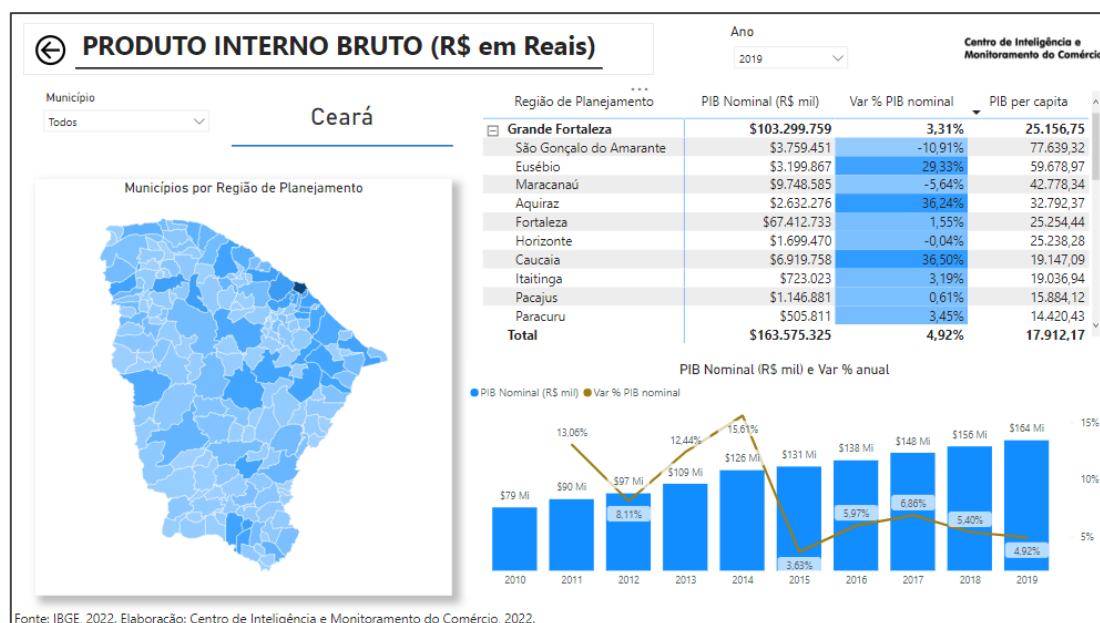 PRODUTO INTERNO BRUTO (R$ em Reais)
Ano
2019
Centro de Inteligência e
Monitoramento do Comércio
Município
Todos
Ceará
Municípios por Região de Planejamento
Região de Planejamento PIB Nominal (R$ mil) Var % PIB nominal PIB per capita
Grande Fortaleza $103.299.759 3,31% 25.156,75
São Gonçalo do Amarante $3.759.451 -10,91% 77.639,32
Eusébio $3.199.867 29,33% 59.678,97
Maracanaú $9.748.585 -5,64% 42.778,34
Aquiraz $2.632.276 36,24% 32.792,37
Fortaleza $67.412.733 1,55% 25.254,44
Horizonte $1.699.470 -0,04% 25.238,28
Caucaia $6.919.758 36,50% 19.147,09
Itaitinga $723.023 3,19% 19.036,94
Pacajus $1.146.881 0,61% 15.884,12
Paracuru $505.811 3,45% 14.420,43
Total $163.575.325 4,92% 17.912,17
PIB Nominal (R$ mil) e Var % anual
PIB Nominal (R$ mil) Var % PIB nominal
$79 Mi $90 Mi $97 Mi $109 Mi $126 Mi $131 Mi $138 Mi $148 Mi $156 Mi $164 Mi
13,06% 8,11% 12,44% 15,61% 3,63% 5,97% 6,86% 5,40% 4,92%
15%
10%
5%
2010 2011 2012 2013 2014 2015 2016 2017 2018 2019
Fonte: IBGE, 2022. Elaboração: Centro de Inteligência e Monitoramento do Comércio, 2022.